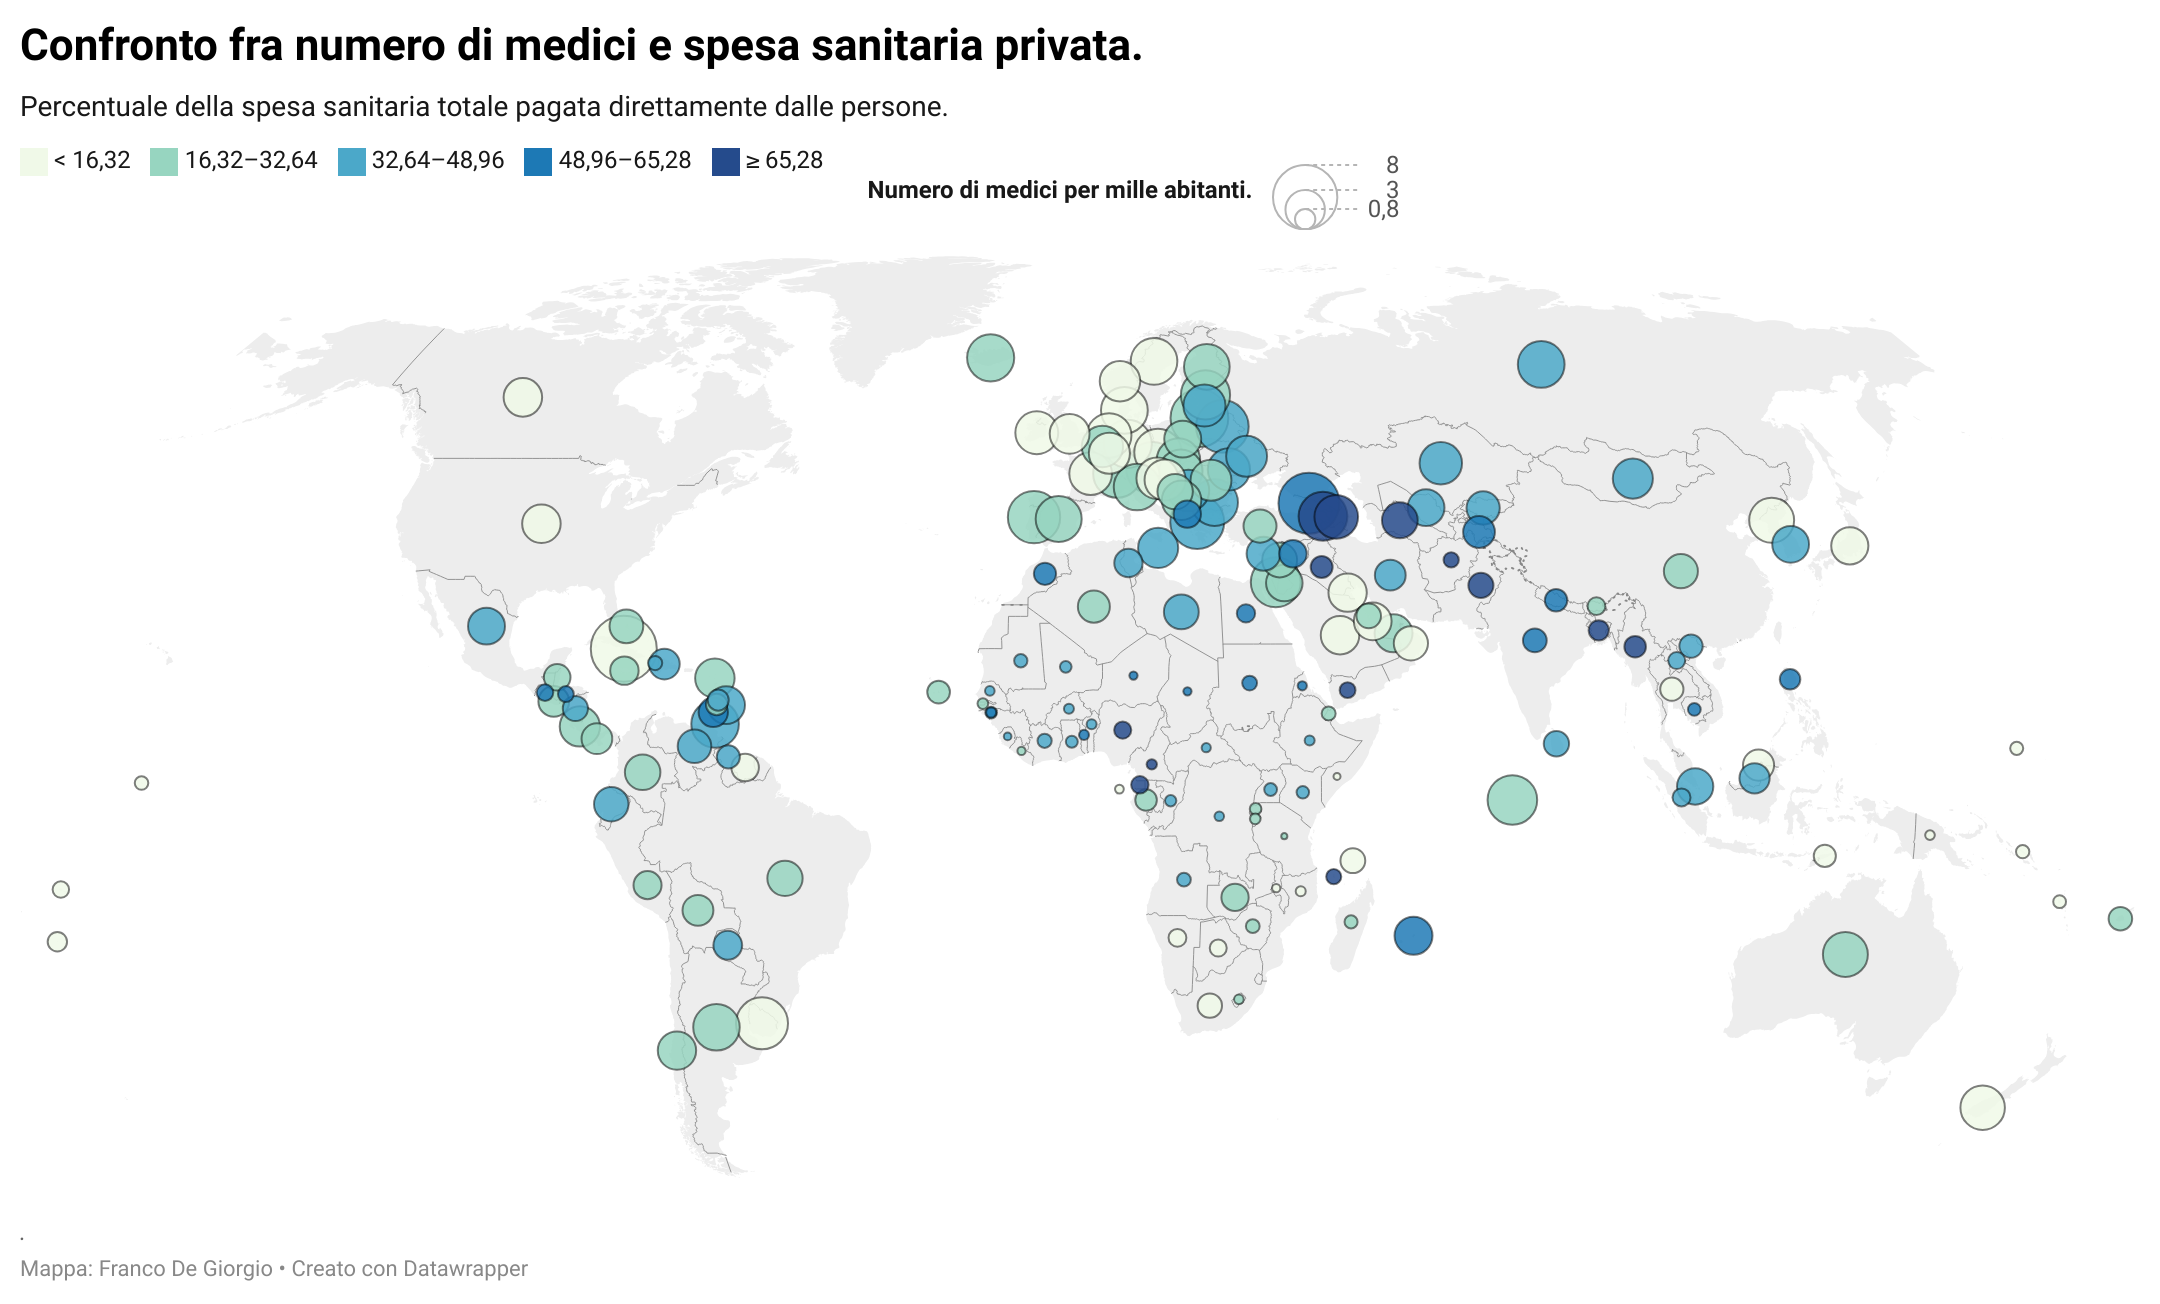 Confronto fra numero di medici e spesa sanitaria privata.
Percentuale della spesa sanitaria totale pagata direttamente dalle persone.
< 16,32 16,32–32,64 32,64–48,96 48,96–65,28 ≥ 65,28
Numero di medici per mille abitanti.
8
3
0,8
.
Mappa: Franco De Giorgio • Creato con Datawrapper